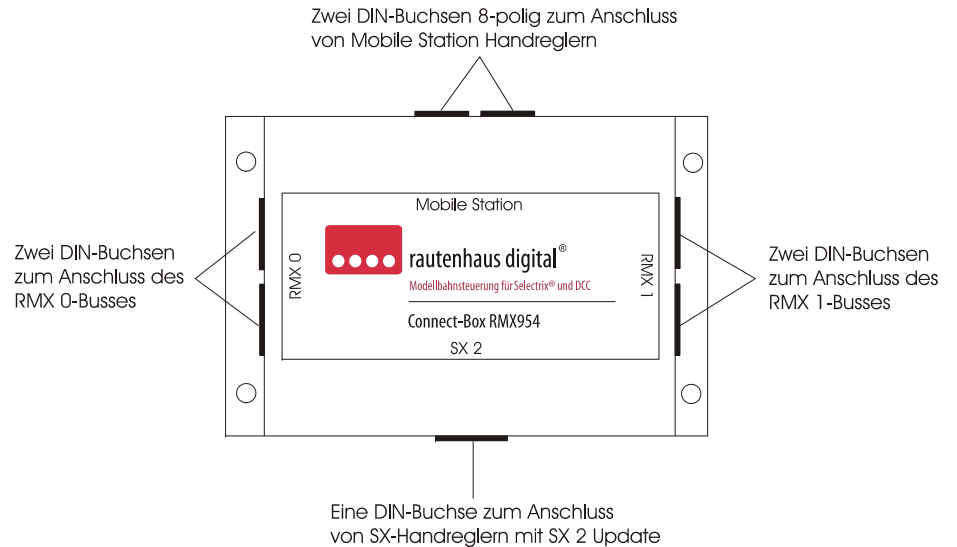 Zwei DIN-Buchsen 8-polig zum Anschluss
von Mobile Station Handreglern
Mobile Station
Zwei DIN-Buchsen
zum Anschluss des
RMX 0-Busses
RMX 0
rautenhaus digital®
Modellbahnsteuerung für Selectrix® und DCC
Connect-Box RMX954
SX 2
RMX 1
Zwei DIN-Buchsen
zum Anschluss des
RMX 1-Busses
Eine DIN-Buchse zum Anschluss
von SX-Handreglern mit SX 2 Update